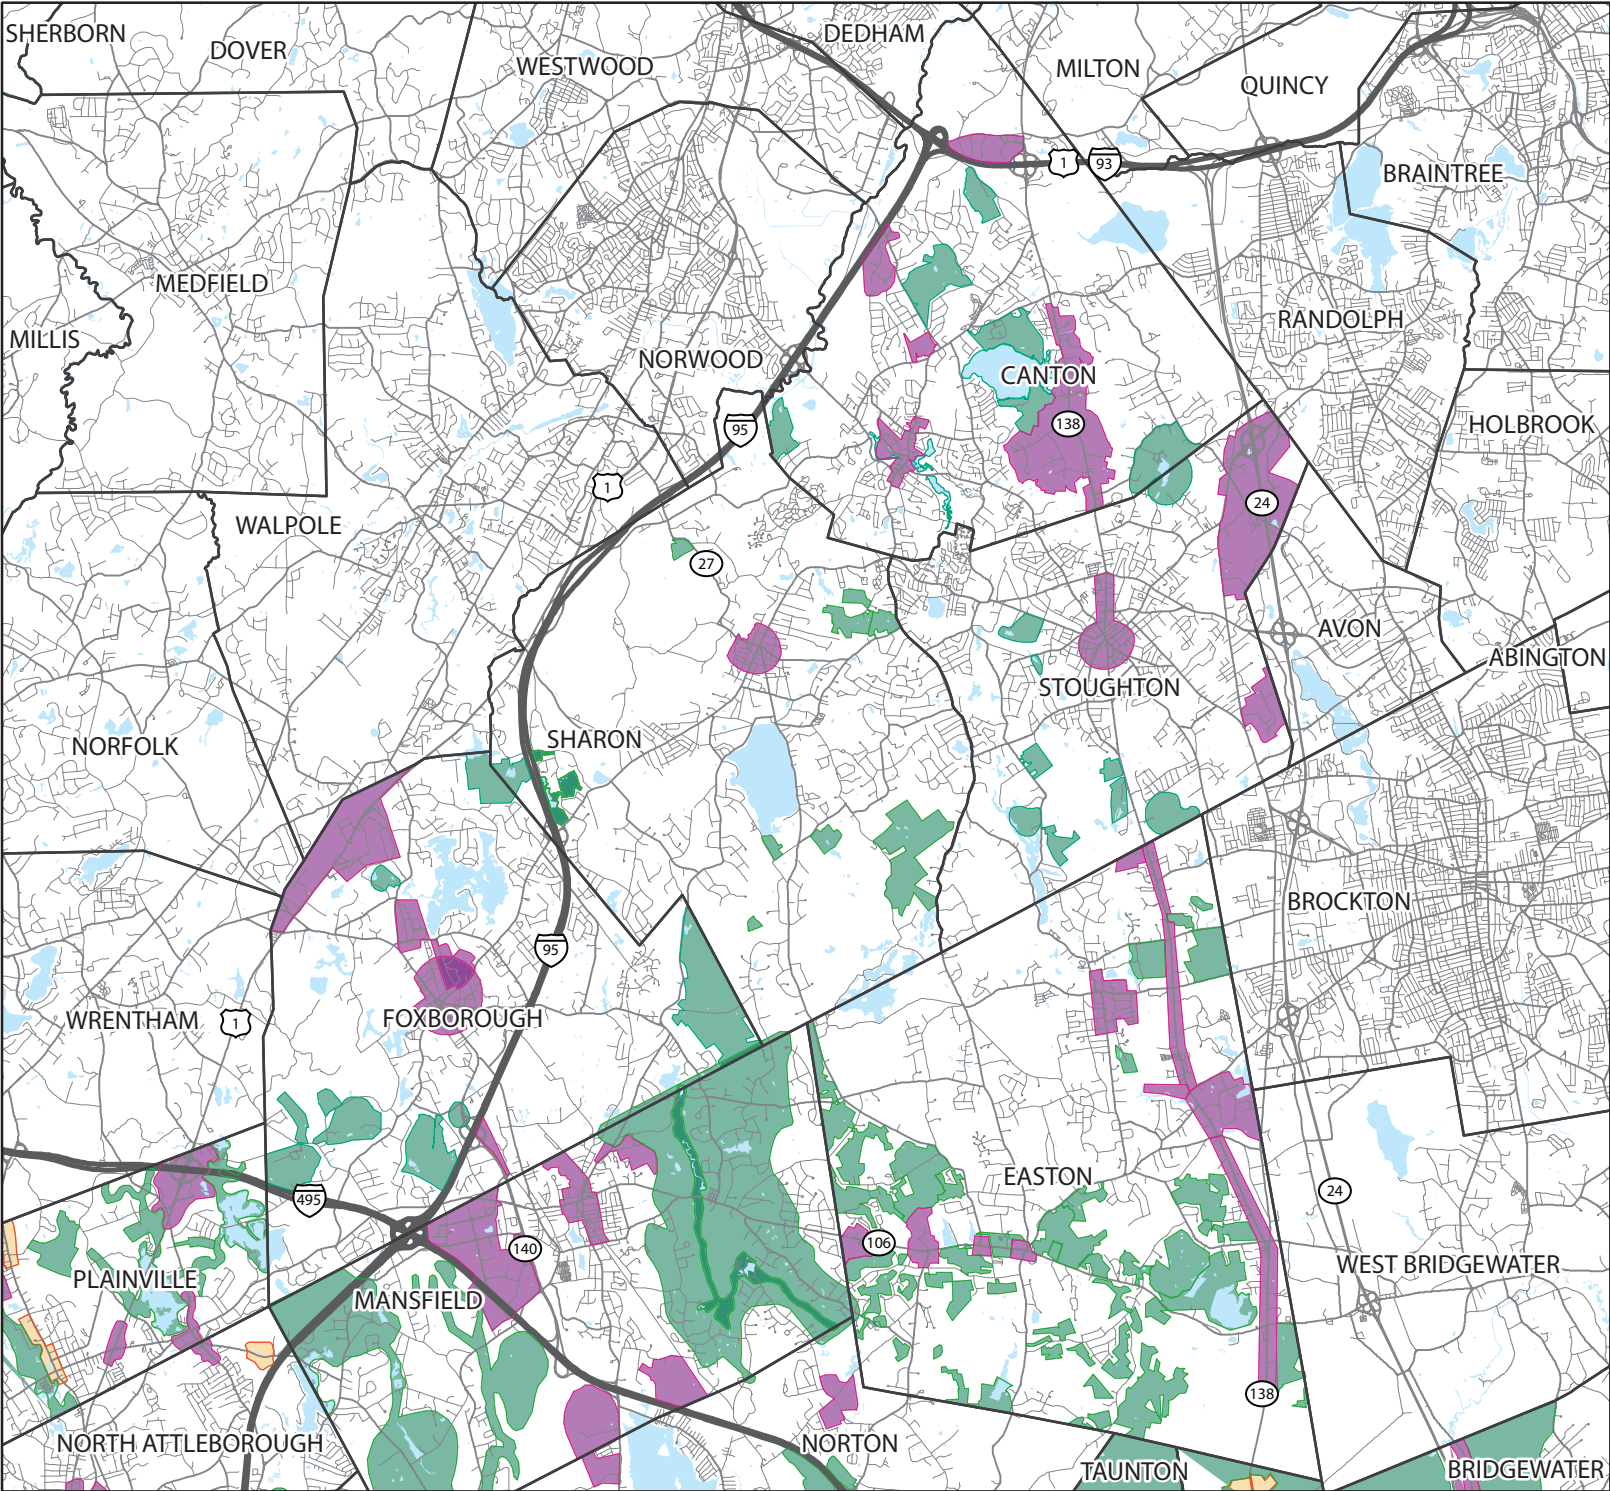 SHERBORN
DOVER
WESTWOOD
DEDHAM
MILTON
QUINCY
BRAINTREE
1
93
MEDFIELD
MILLIS
NORWOOD
RANDOLPH
CANTON
138
95
HOLBROOK
1
24
WALPOLE
27
AVON
ABINGTON
STOUGHTON
NORFOLK
SHARON
BROCKTON
95
WRENTHAM
1
FOXBOROUGH
EASTON
495
24
140
106
WEST BRIDGEWATER
PLAINVILLE
MANSFIELD
138
NORTH ATTLEBOROUGH
NORTON
TAUNTON
BRIDGEWATER